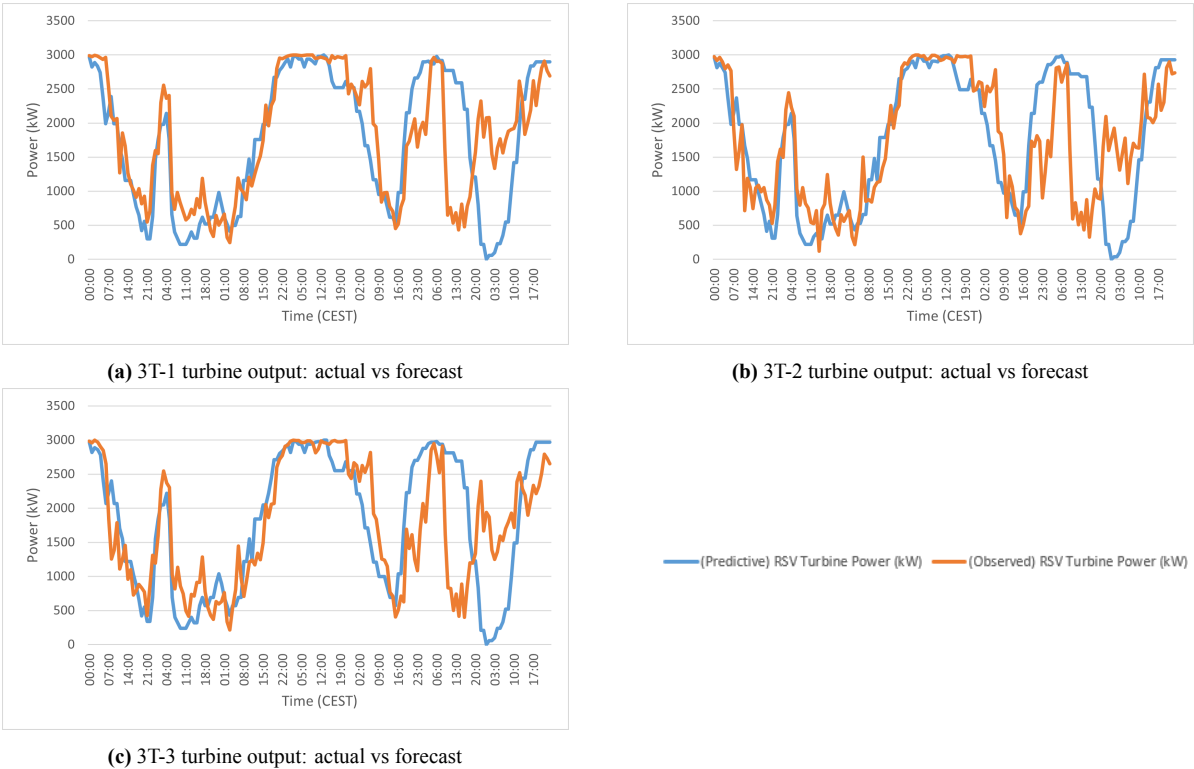 3500
3000
2500
2000
1500
1000
500
0
Power (kW)
00:00 07:00 14:00 21:00 04:00 11:00 18:00 01:00 08:00 15:00 22:00 05:00 12:00 19:00 02:00 09:00 16:00 23:00 06:00 13:00 20:00 03:00 10:00 17:00
Time (CEST)
(a) 3T-1 turbine output: actual vs forecast
3500
3000
2500
2000
1500
1000
500
0
Power (kW)
00:00 07:00 14:00 21:00 04:00 11:00 18:00 01:00 08:00 15:00 22:00 05:00 12:00 19:00 02:00 09:00 16:00 23:00 06:00 13:00 20:00 03:00 10:00 17:00
Time (CEST)
(b) 3T-2 turbine output: actual vs forecast
3500
3000
2500
2000
1500
1000
500
0
Power (kW)
00:00 07:00 14:00 21:00 04:00 11:00 18:00 01:00 08:00 15:00 22:00 05:00 12:00 19:00 02:00 09:00 16:00 23:00 06:00 13:00 20:00 03:00 10:00 17:00
Time (CEST)
(c) 3T-3 turbine output: actual vs forecast
(Predictive) RSV Turbine Power (kW) (Observed) RSV Turbine Power (kW)